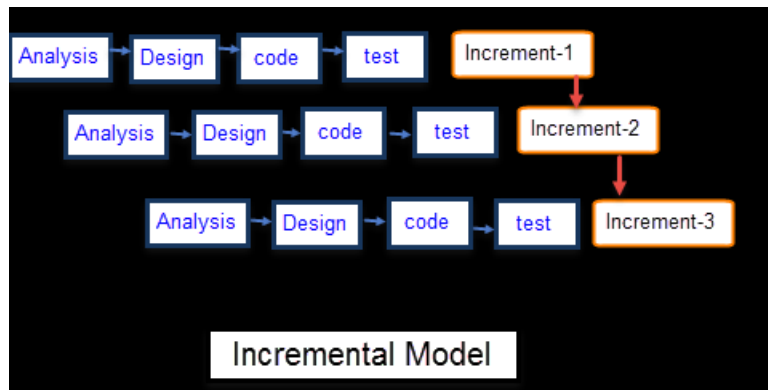 Analysis Design code test Increment-1
Analysis Design code test Increment-2
Analysis Design code test Increment-3
Incremental Model